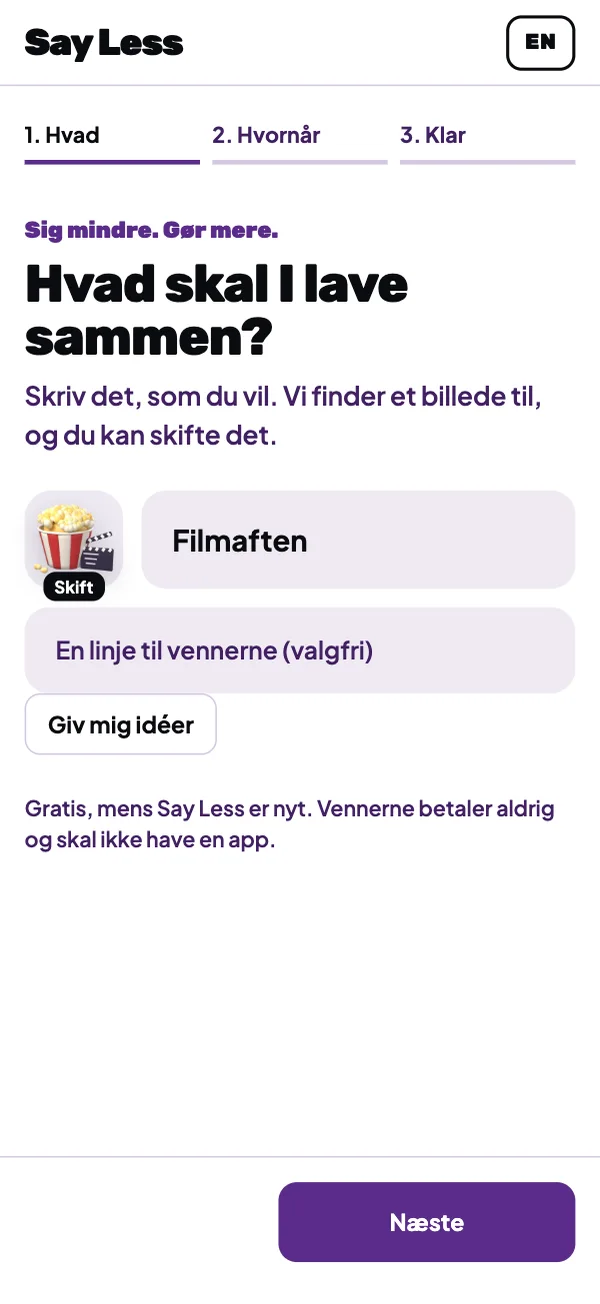 Say Less
EN
1. Hvad
2. Hvornår
3. Klar
Sig mindre. Gør mere.
Hvad skal I lave
sammen?
Skriv det, som du vil. Vi finder et billede til,
og du kan skifte det.
Skift
Filmaften
En linje til vennerne (valgfri)
Giv mig idéer
Gratis, mens Say Less er nyt. Vennerne betaler aldrig
og skal ikke have en app.
Næste